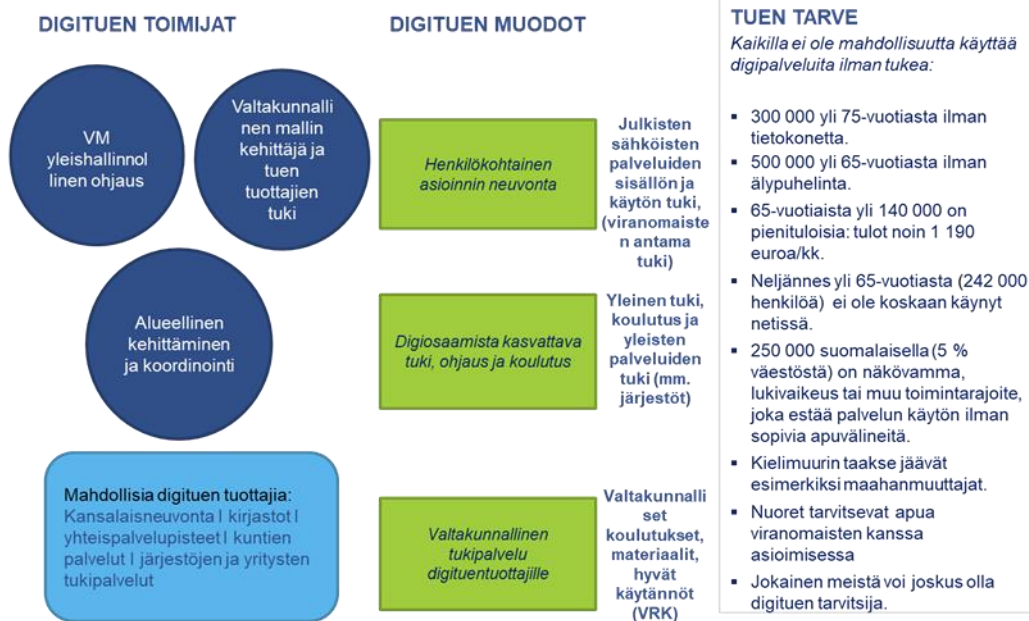 DIGITUEN TOIMIJAT
VM
yleishallinnol
linen ohjaus
Valtakunnalli
nen mallin
kehittäjä ja
tuen
tuottajien
tuki
Alueellinen
kehittäminen
ja koordinointi
Mahdollisia digituen tuottajia:
Kansalaisneuvonta I kirjastot I
yhteispalvelupisteet I kuntien
palvelut I järjestöjen ja yritysten
tukipalvelut
DIGITUEN MUODOT
Henkilökohtainen
asioinnin neuvonta
Julkisten
sähköisten
palveluiden
sisällön ja
käytön tuki,
(viranomaiste
n antama
tuki)
Digiosaamista kasvattava
tuki, ohjaus ja koulutus
Yleinen tuki,
koulutus ja
yleisten
palveluiden
tuki (mm.
järjestöt)
Valtakunnallinen
tukipalvelu
digituentuottajille
Valtakunnalli
set
koulutukset,
materiaalit,
hyvät
käytännöt
(VRK)
TUEN TARVE
Kaikilla ei ole mahdollisuutta käyttää
digipalveluita ilman tukea:
▪ 300 000 yli 75-vuotiasta ilman
tietokonetta.
▪ 500 000 yli 65-vuotiasta ilman
älypuhelinta.
▪ 65-vuotiaista yli 140 000 on
pienituloisia: tulot noin 1 190
euroa/kk.
▪ Neljännes yli 65-vuotiasta (242 000
henkilöä) ei ole koskaan käynyt
netissä.
▪ 250 000 suomalaisella (5 %
väestöstä) on näkövamma,
lukivaikeus tai muu toimintarajoite,
joka estää palvelun käytön ilman
sopivia apuvälineitä.
▪ Kielimuurin taakse jäävät
esimerkiksi maahanmuuttajat.
▪ Nuoret tarvitsevat apua
viranomaisten kanssa
asioimisessa
▪ Jokainen meistä voi joskus olla
digituen tarvitsija.